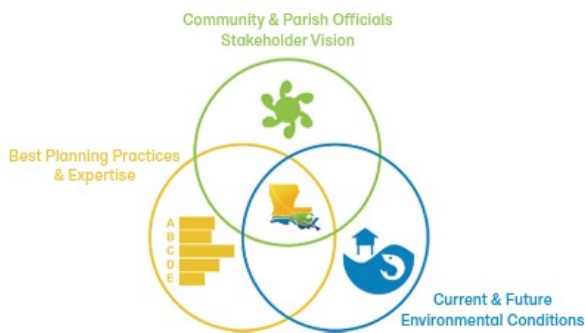 Community & Parish Officials
Stakeholder Vision
Best Planning Practices
& Expertise
A
B
C
D
E
Current & Future
Environmental Conditions